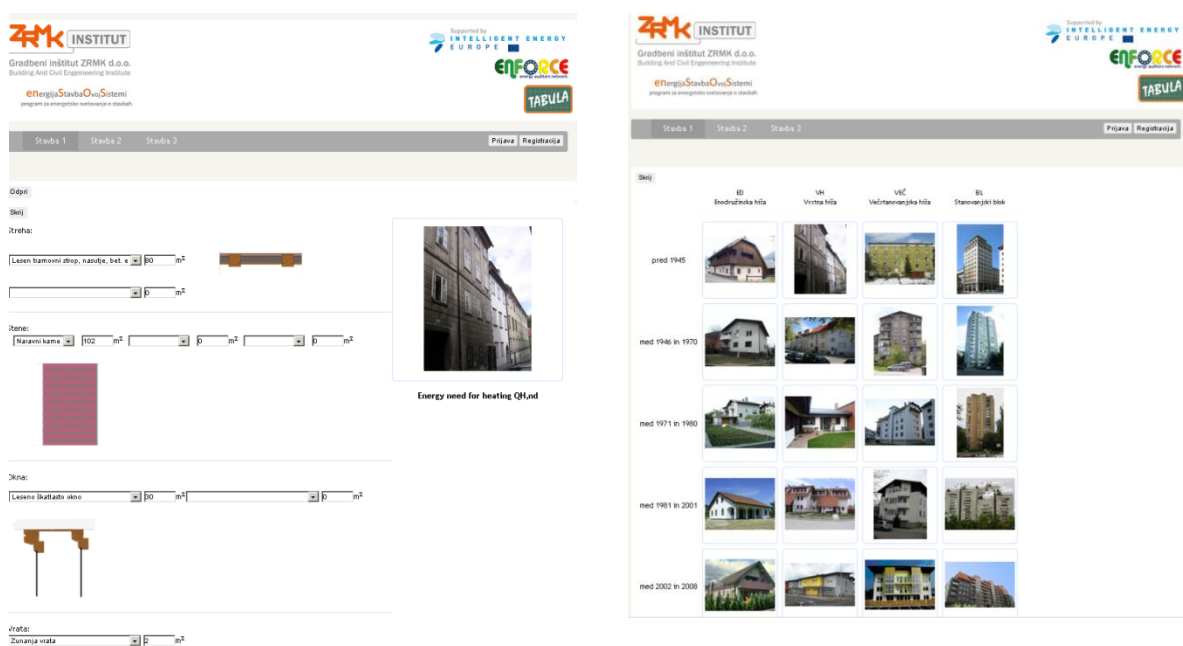 ZRMK INSTITUT
Gradbeni inštitut ZRMK d.o.o.
Building And Civil Engineering Institute
energijaStavbaOvojSistemi
program za energetsko svetovanje o stavbah
Supported by
INTELLIGENT ENERGY
EUROPE
ENFORCE
energy auditors network
TABULA
Stavba 1 Stavba 2 Stavba 3 Prijava Registracija
Odpri
Skrij
Streha:
Lesen tramovni strop, nasutje, bet. e 80 m²
0 m²
Stene:
Naravni kame 102 m² 0 m² 0 m²
Okna:
Leseno škatlasto okno 30 m² 0 m²
Vrata:
Zunanja vrata 2 m²
Energy need for heating QH,nd
ZRMK INSTITUT
Gradbeni inštitut ZRMK d.o.o.
Building And Civil Engineering Institute
energijaStavbaOvojSistemi
program za energetsko svetovanje o stavbah
Supported by
INTELLIGENT ENERGY
EUROPE
ENFORCE
energy auditors network
TABULA
Stavba 1 Stavba 2 Stavba 3 Prijava Registracija
Skrij
ED VH VEČ BL
Enodružinska hiša Vrstna hiša Večstanovanjska hiša Stanovanjski blok
pred 1945
med 1946 in 1970
med 1971 in 1980
med 1981 in 2001
med 2002 in 2008